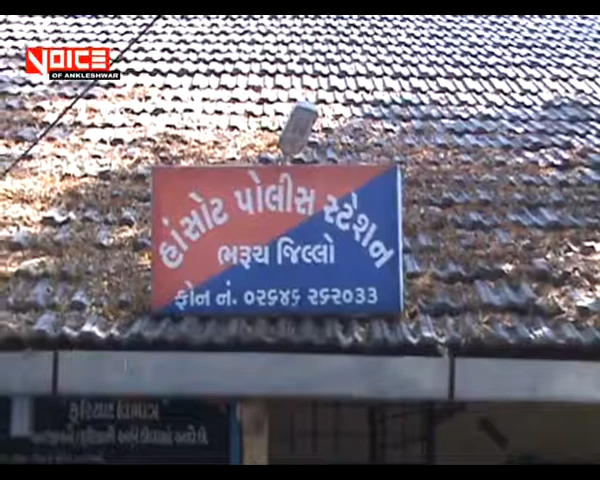 VOICE
OF ANKLESHWAR
હાંસોટ પોલીસ સ્ટેશન
ભરૂચ જિલ્લો
ફોન નં. ૦૨૬૪૬ ૨૬૨૦૩૩